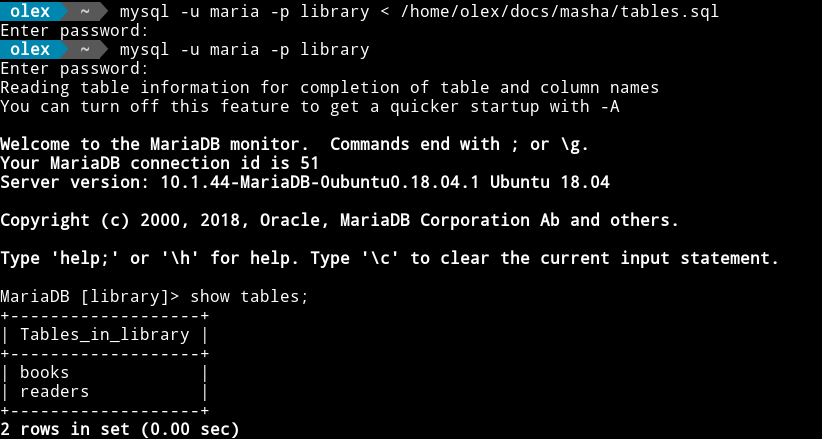 olex ~ mysql -u maria -p library < /home/olex/docs/masha/tables.sql
Enter password:
olex ~ mysql -u maria -p library
Enter password:
Reading table information for completion of table and column names
You can turn off this feature to get a quicker startup with -A
Welcome to the MariaDB monitor.  Commands end with ; or \g.
Your MariaDB connection id is 51
Server version: 10.1.44-MariaDB-0ubuntu0.18.04.1 Ubuntu 18.04
Copyright (c) 2000, 2018, Oracle, MariaDB Corporation Ab and others.
Type 'help;' or '\h' for help. Type '\c' to clear the current input statement.
MariaDB [library]> show tables;
+-------------------+
| Tables_in_library |
+-------------------+
| books             |
| readers           |
+-------------------+
2 rows in set (0.00 sec)